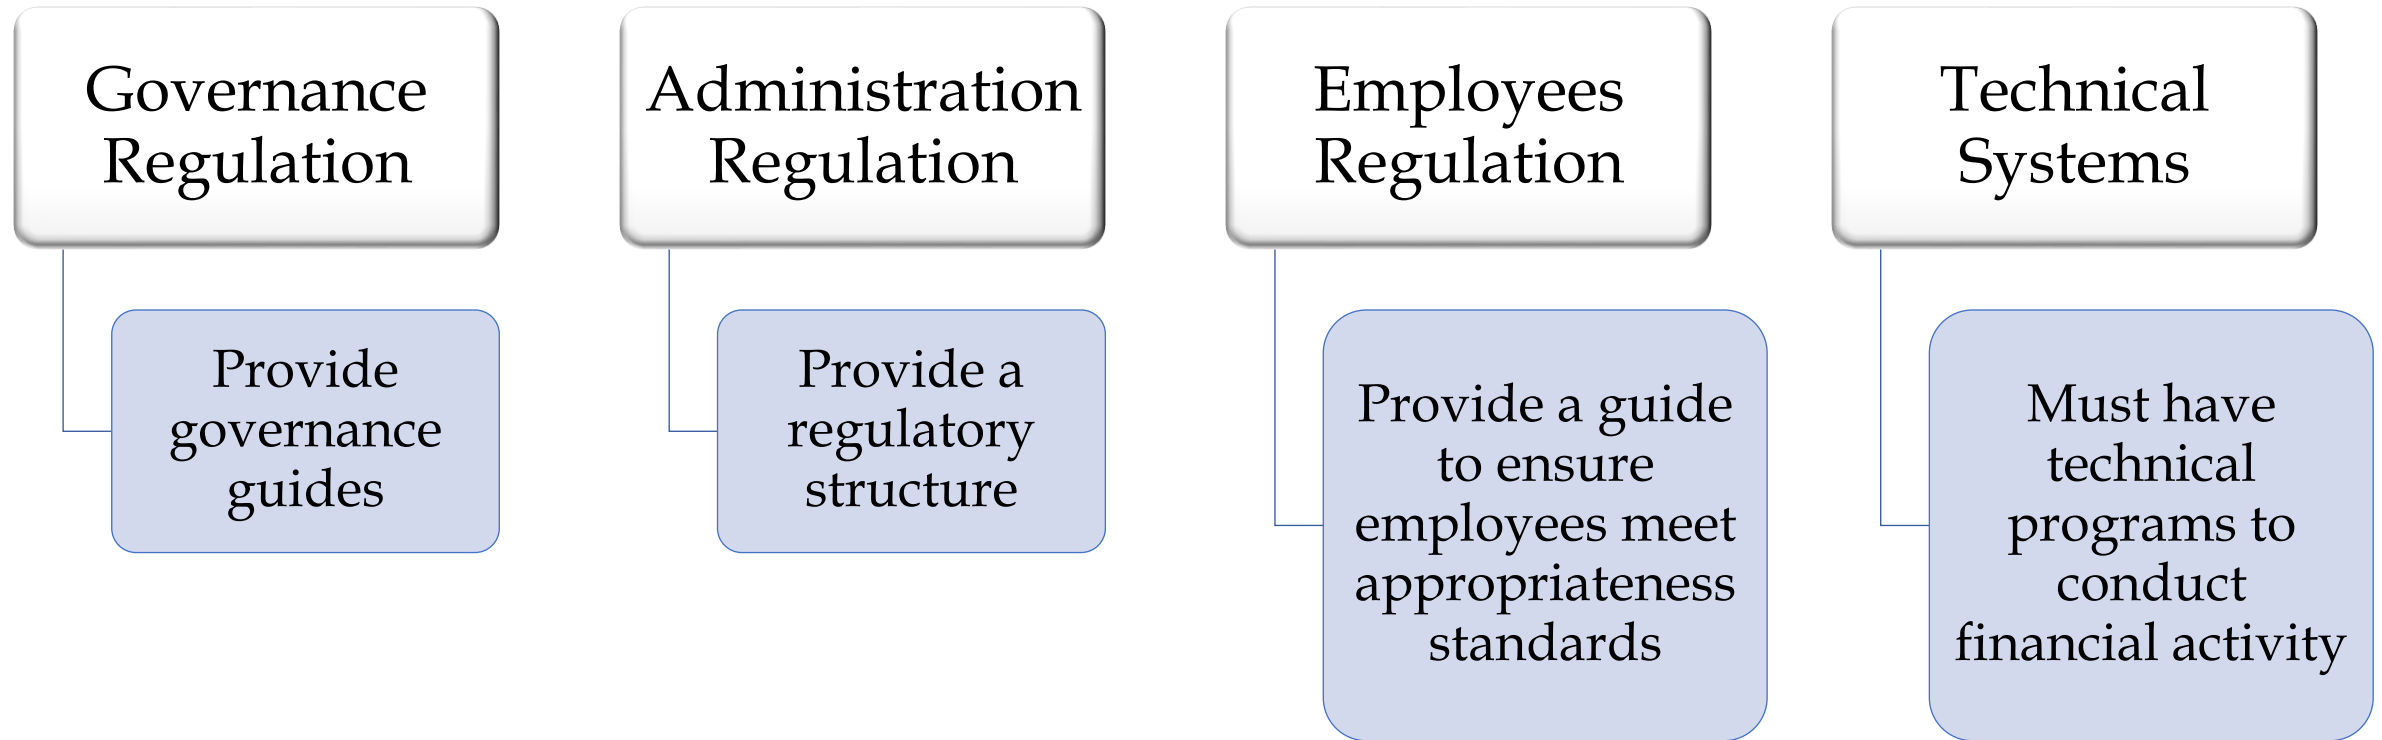 Governance
Regulation
Provide
governance
guides
Administration
Regulation
Provide a
regulatory
structure
Employees
Regulation
Provide a guide
to ensure
employees meet
appropriateness
standards
Technical
Systems
Must have
technical
programs to
conduct
financial activity